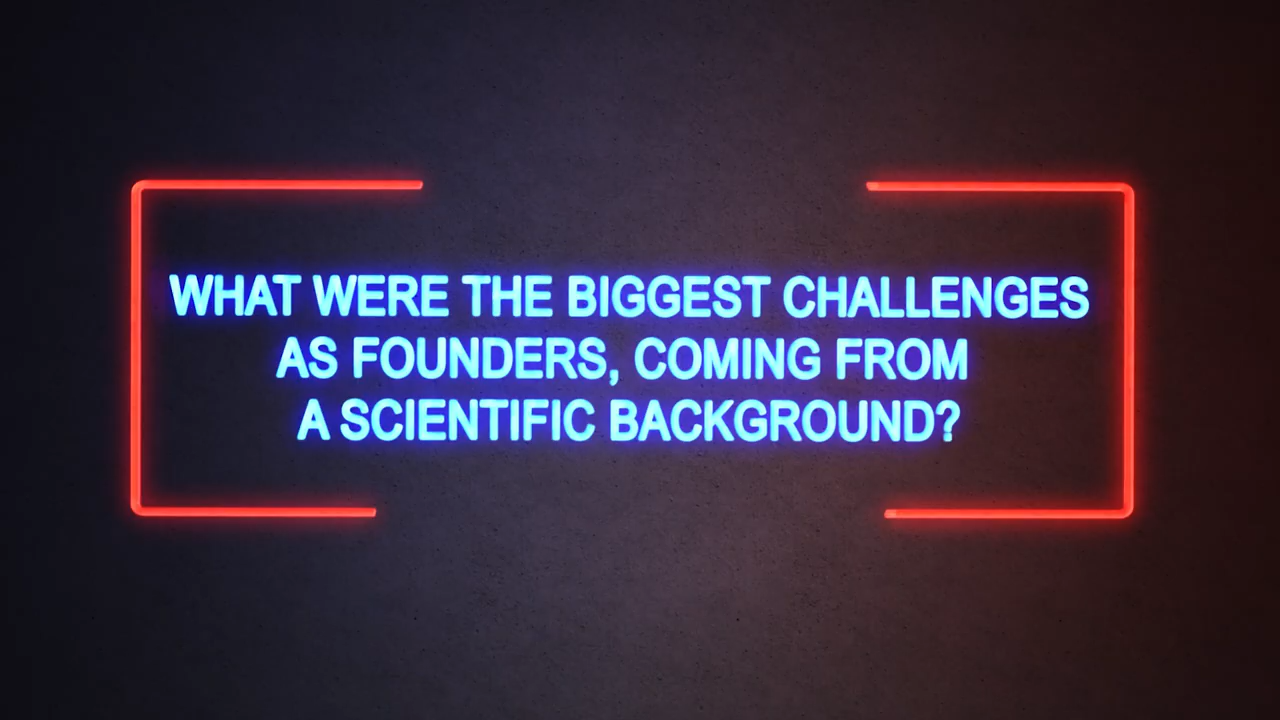 WHAT WERE THE BIGGEST CHALLENGES
AS FOUNDERS, COMING FROM
A SCIENTIFIC BACKGROUND?